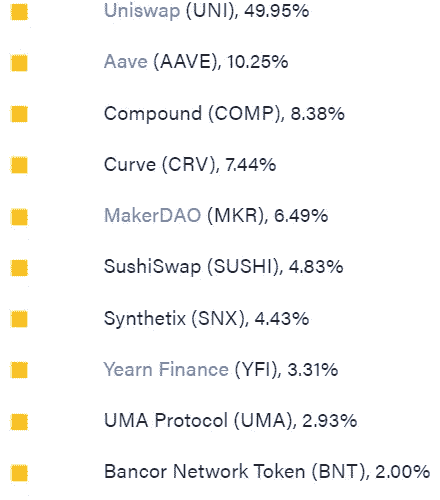 Uniswap (UNI), 49.95%
Aave (AAVE), 10.25%
Compound (COMP), 8.38%
Curve (CRV), 7.44%
MakerDAO (MKR), 6.49%
SushiSwap (SUSHI), 4.83%
Synthetix (SNX), 4.43%
Yearn Finance (YFI), 3.31%
UMA Protocol (UMA), 2.93%
Bancor Network Token (BNT), 2.00%